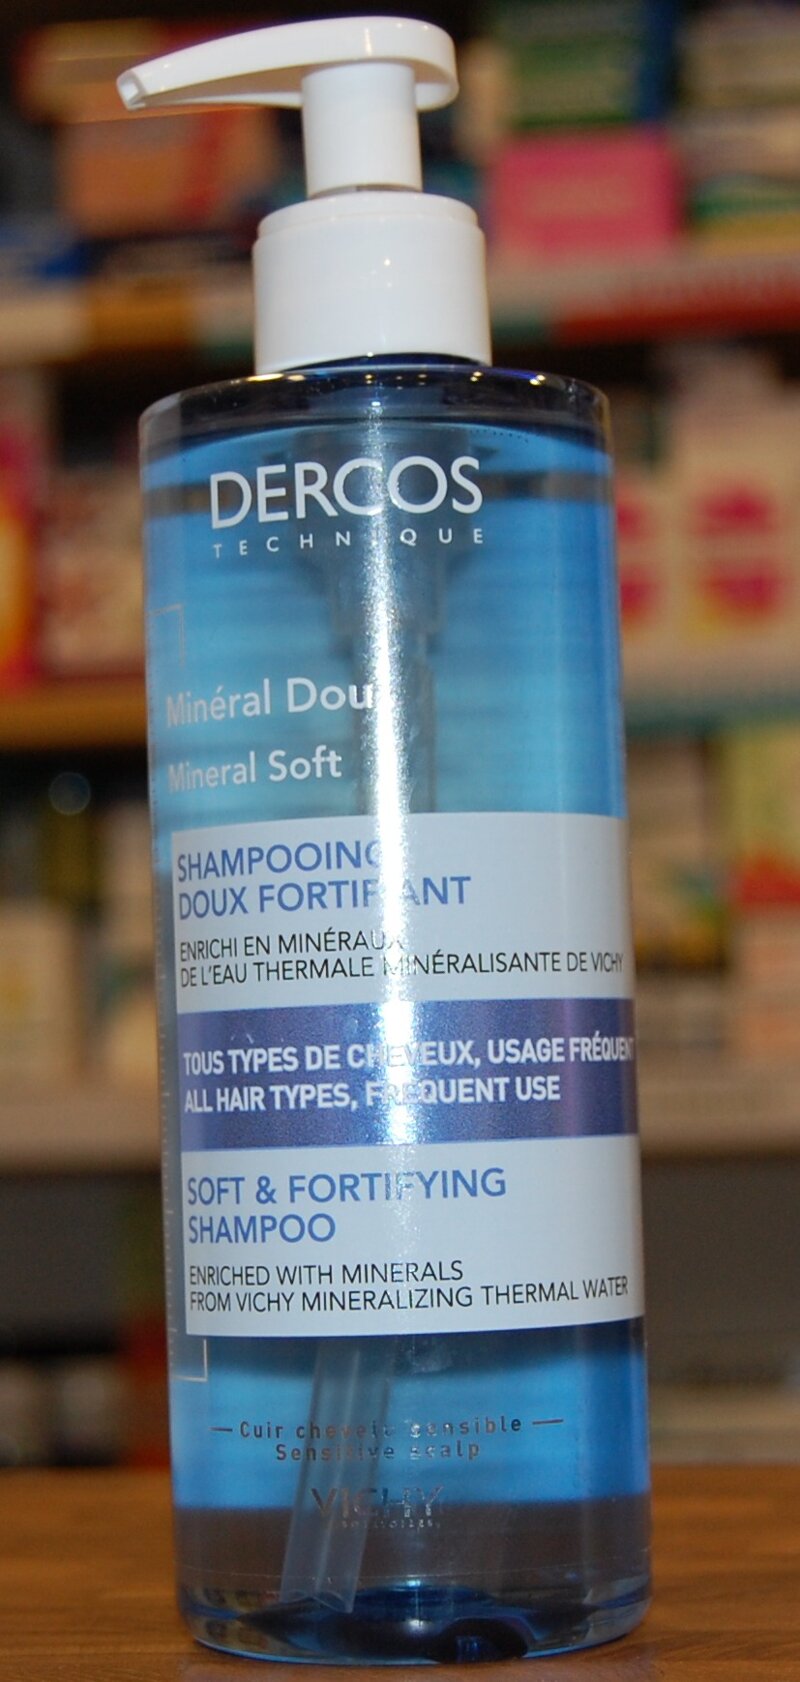 DERCOS
TECHNIQUE
Minéral Dou
Mineral Soft
SHAMPOOING
DOUX FORTIFIANT
ENRICHI EN MINÉRAUX
DE L'EAU THERMALE MINÉRALISANTE DE VICHY
TOUS TYPES DE CHEVEUX, USAGE FRÉQUENT
ALL HAIR TYPES, FREQUENT USE
SOFT & FORTIFYING
SHAMPOO
ENRICHED WITH MINERALS
FROM VICHY MINERALIZING THERMAL WATER
Cuir chevelu sensible
Sensitive scalp
VICHY